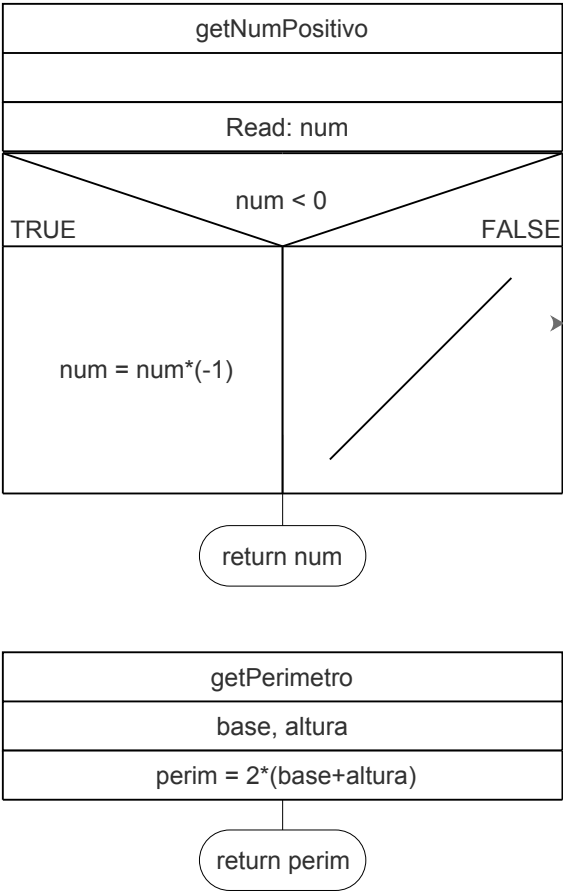 getNumPositivo
Read: num
num < 0
TRUE
FALSE
num = num*(-1)
return num
getPerimetro
base, altura
perim = 2*(base+altura)
return perim